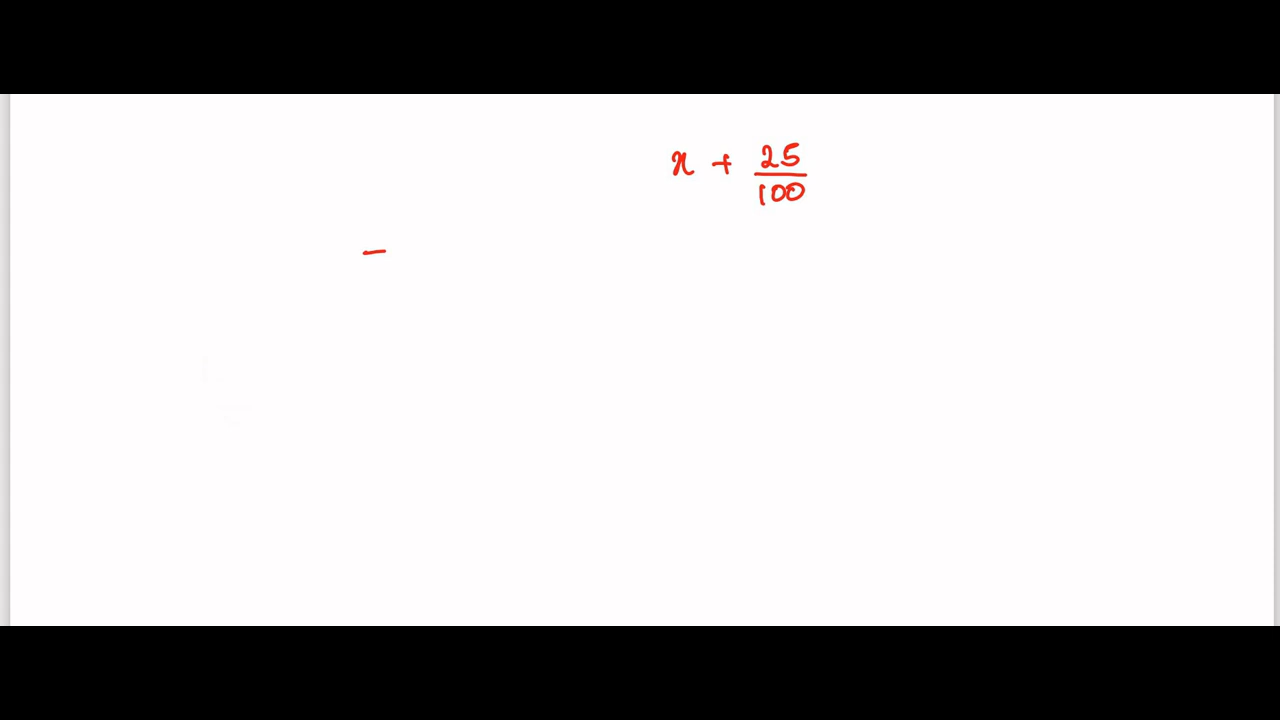 x + 25/100
—